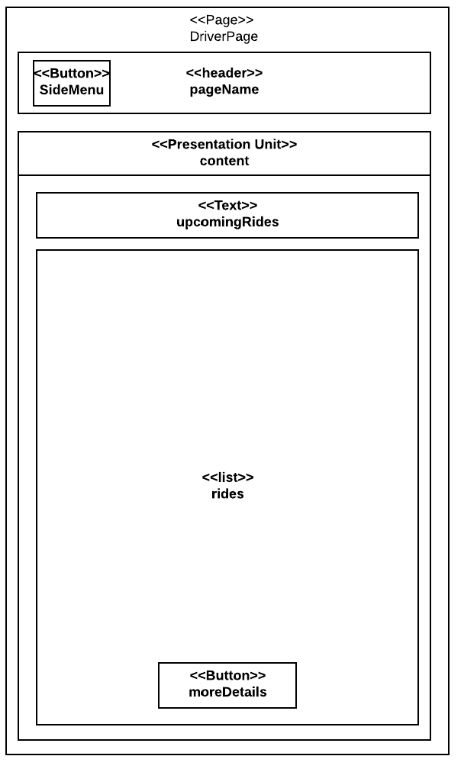 <<Page>>
DriverPage
<<Button>>
SideMenu
<<header>>
pageName
<<Presentation Unit>>
content
<<Text>>
upcomingRides
<<list>>
rides
<<Button>>
moreDetails